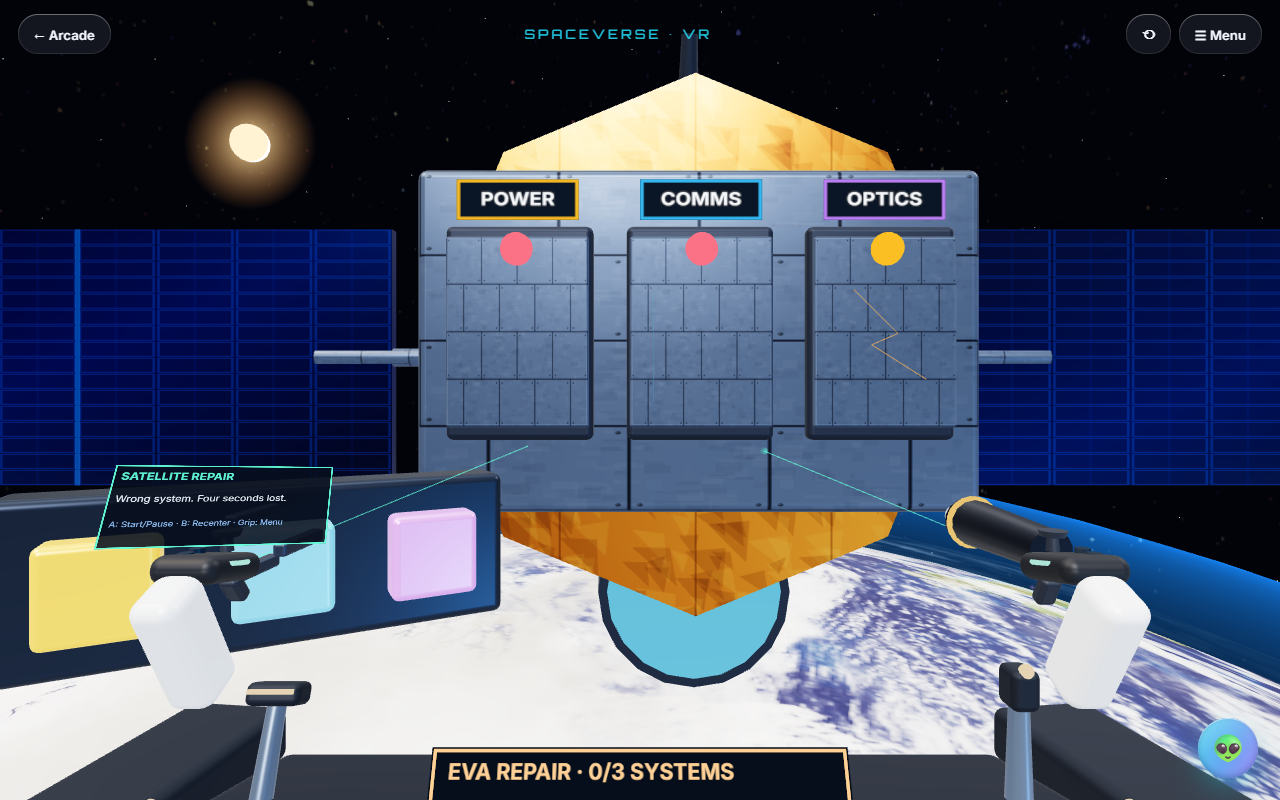 ← Arcade
SPACEVERSE · VR
☰ Menu
POWER
COMMS
OPTICS
SATELLITE REPAIR
Wrong system. Four seconds lost.
A: Start/Pause · B: Recenter · Grip: Menu
EVA REPAIR · 0/3 SYSTEMS